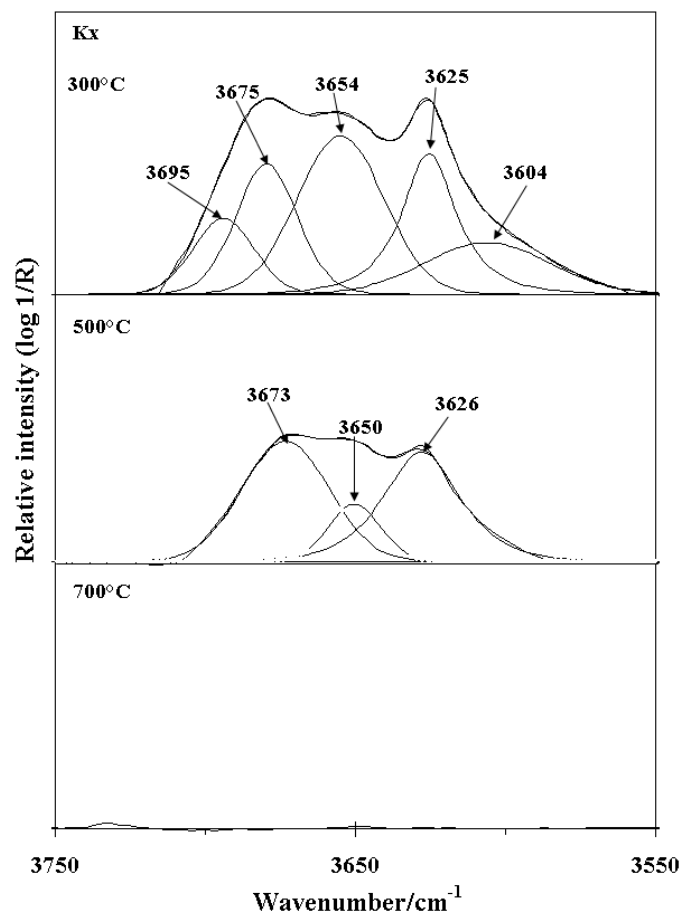 Kx
300°C
3654
3625
3675
3695
3604
500°C
3673
3650
3626
700°C
Relative intensity (log 1/R)
3750
3650
3550
Wavenumber/cm⁻¹